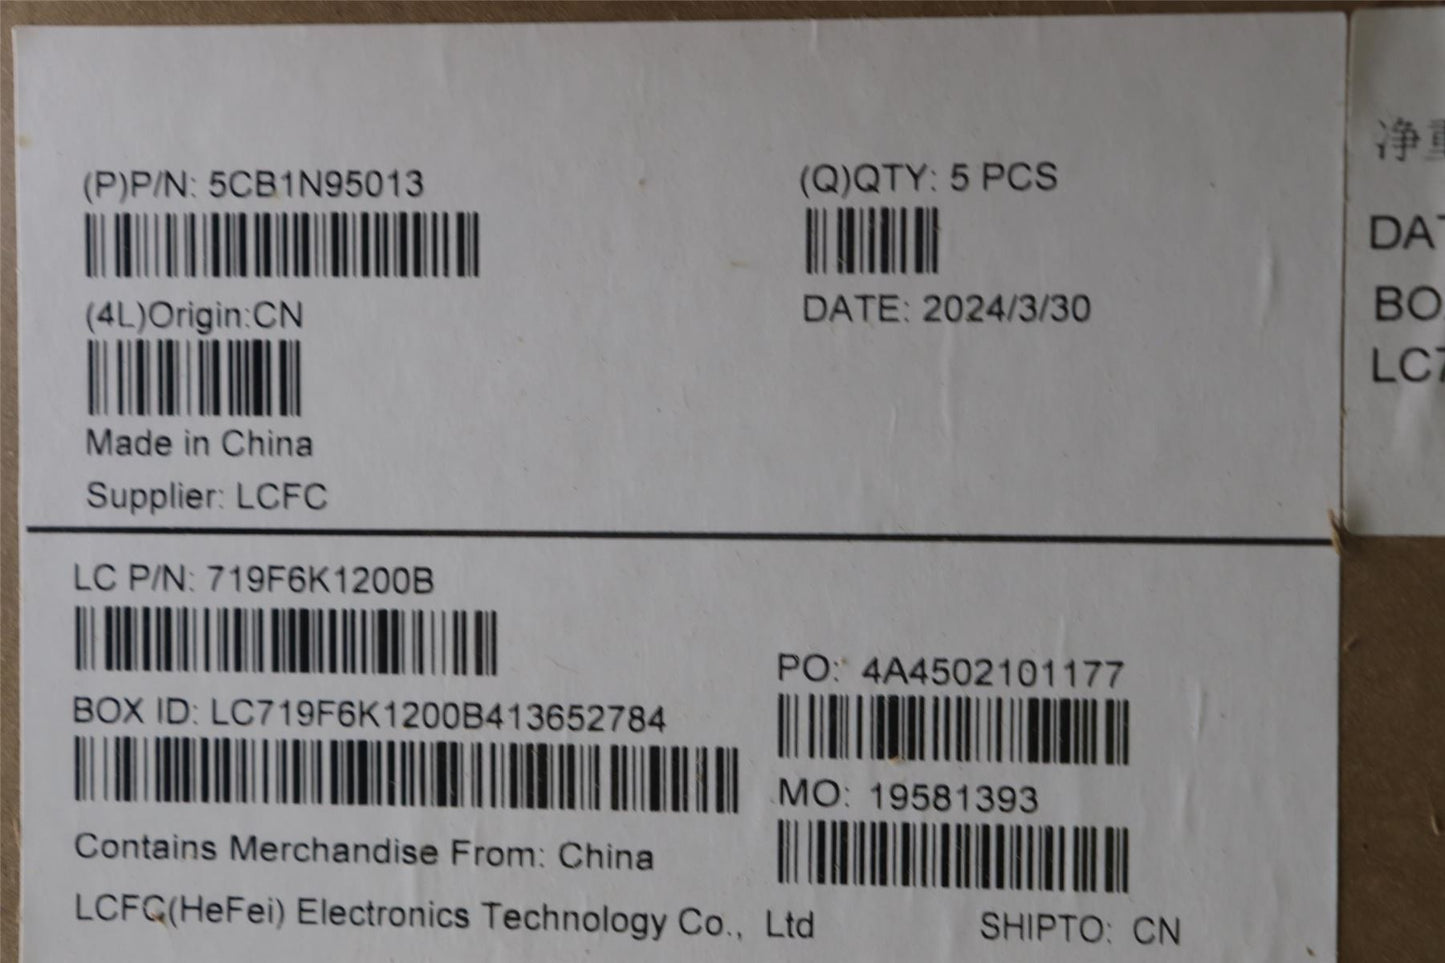 (P)P/N: 5CB1N95013
(Q)QTY: 5 PCS
(4L)Origin:CN
DATE: 2024/3/30
Made in China
Supplier: LCFC
LC P/N: 719F6K1200B
PO: 4A4502101177
BOX ID: LC719F6K1200B413652784
MO: 19581393
Contains Merchandise From: China
LCFC(HeFei) Electronics Technology Co., Ltd
SHIPTO: CN
净重
DAT
BO
LC7